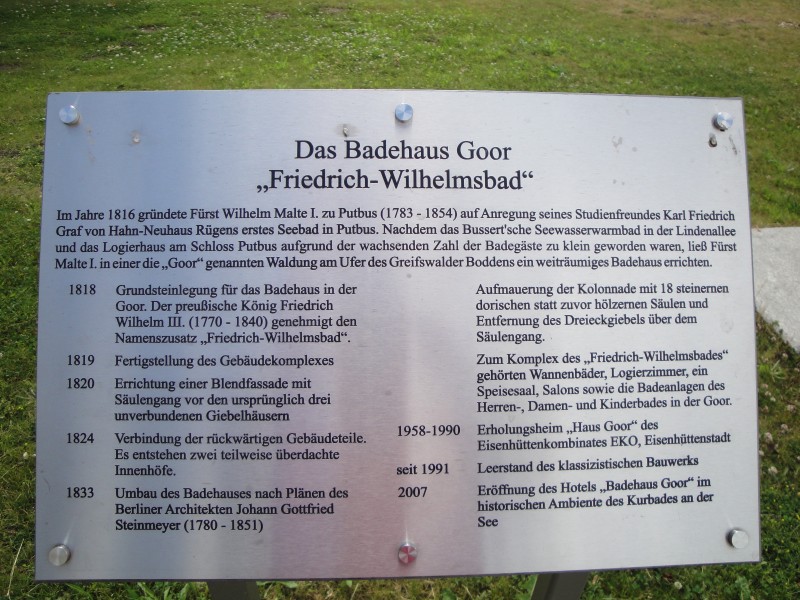 Das Badehaus Goor
„Friedrich-Wilhelmsbad“
Im Jahre 1816 gründete Fürst Wilhelm Malte I. zu Putbus (1783 - 1854) auf Anregung seines Studienfreundes Karl Friedrich
Graf von Hahn-Neuhaus Rügens erstes Seebad in Putbus. Nachdem das Bussert'sche Seewasserwarmbad in der Lindenallee
und das Logierhaus am Schloss Putbus aufgrund der wachsenden Zahl der Badegäste zu klein geworden waren, ließ Fürst
Malte I. in einer die „Goor“ genannten Waldung am Ufer des Greifswalder Boddens ein weiträumiges Badehaus errichten.
1818 Grundsteinlegung für das Badehaus in der
Goor. Der preußische König Friedrich
Wilhelm III. (1770 - 1840) genehmigt den
Namenszusatz „Friedrich-Wilhelmsbad“.
1819 Fertigstellung des Gebäudekomplexes
1820 Errichtung einer Blendfassade mit
Säulengang vor den ursprünglich drei
unverbundenen Giebelhäusern
1824 Verbindung der rückwärtigen Gebäudeteile.
Es entstehen zwei teilweise überdachte
Innenhöfe.
1833 Umbau des Badehauses nach Plänen des
Berliner Architekten Johann Gottfried
Steinmeyer (1780 - 1851)
Aufmauerung der Kolonnade mit 18 steinernen
dorischen statt zuvor hölzernen Säulen und
Entfernung des Dreieckgiebels über dem
Säulengang.
Zum Komplex des „Friedrich-Wilhelmsbades“
gehörten Wannenbäder, Logierzimmer, ein
Speisesaal, Salons sowie die Badeanlagen des
Herren-, Damen- und Kinderbades in der Goor.
1958-1990 Erholungsheim „Haus Goor“ des
Eisenhüttenkombinates EKO, Eisenhüttenstadt
seit 1991 Leerstand des klassizistischen Bauwerks
2007 Eröffnung des Hotels „Badehaus Goor“ im
historischen Ambiente des Kurbades an der
See